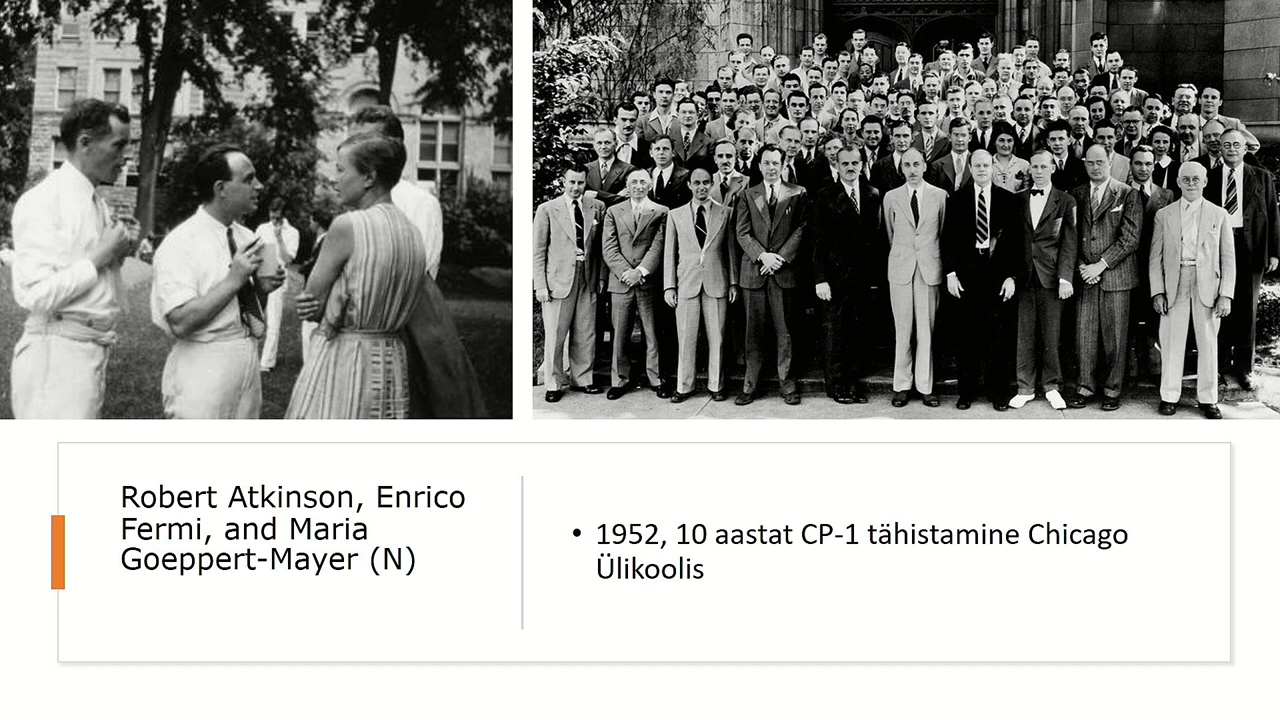 Robert Atkinson, Enrico
Fermi, and Maria
Goeppert-Mayer (N)
• 1952, 10 aastat CP-1 tähistamine Chicago
Ülikoolis